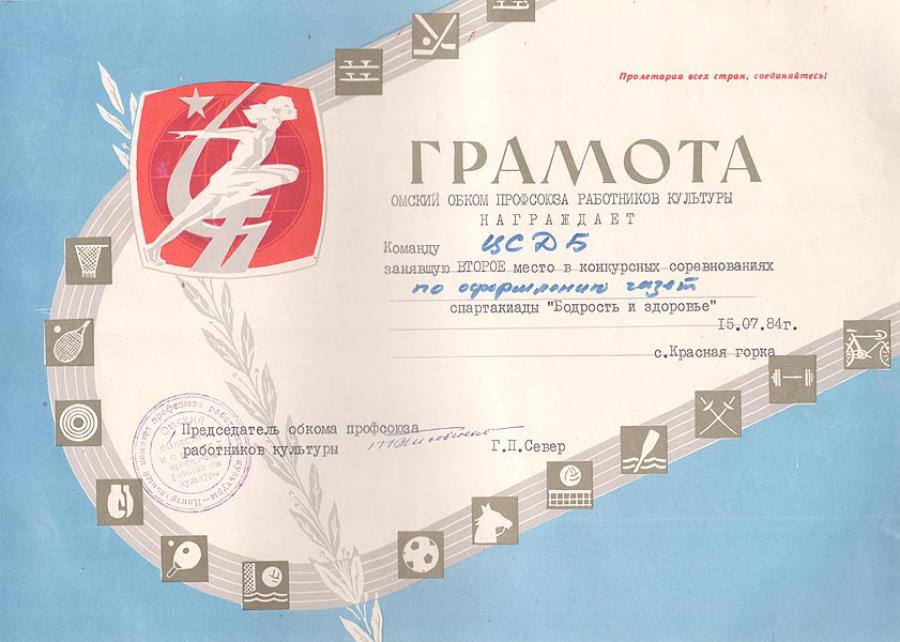 Пролетарии всех стран, соединяйтесь!
ГРАМОТА
ОМСКИЙ ОБКОМ ПРОФСОЮЗА РАБОТНИКОВ КУЛЬТУРЫ
НАГРАЖДАЕТ
Команду ЦСДБ
занявшую ВТОРОЕ место в конкурсных соревнованиях
по оформлению газет
спартакиады "Бодрость и здоровье"
15.07.84г.
с.Красная горка
Председатель обкома профсоюза
работников культуры
Г.П.Север